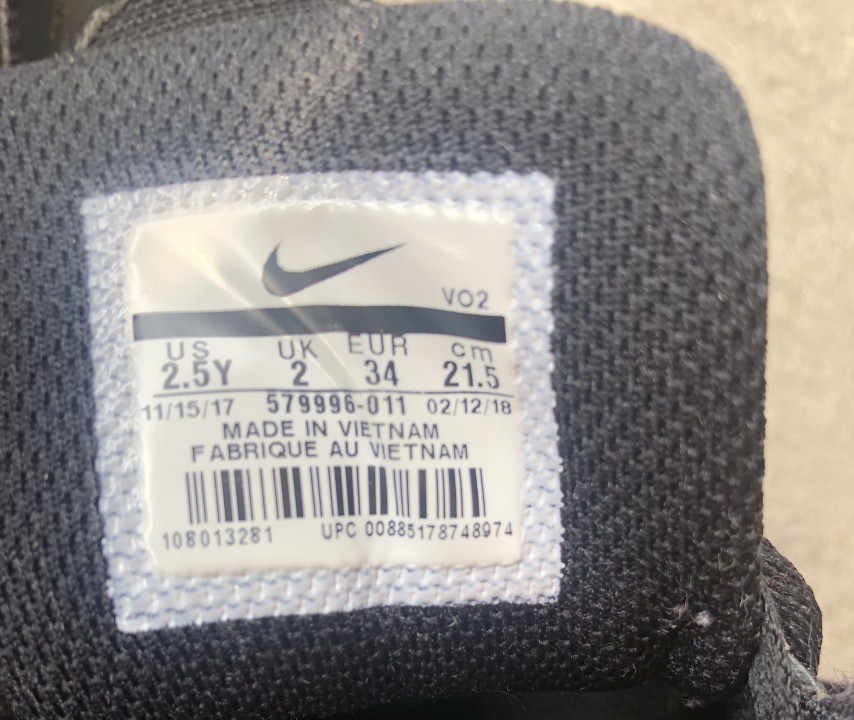 VO2
US UK EUR cm
2.5Y 2 34 21.5
11/15/17 579996-011 02/12/18
MADE IN VIETNAM
FABRIQUE AU VIETNAM
108013281 UPC 00885178748974